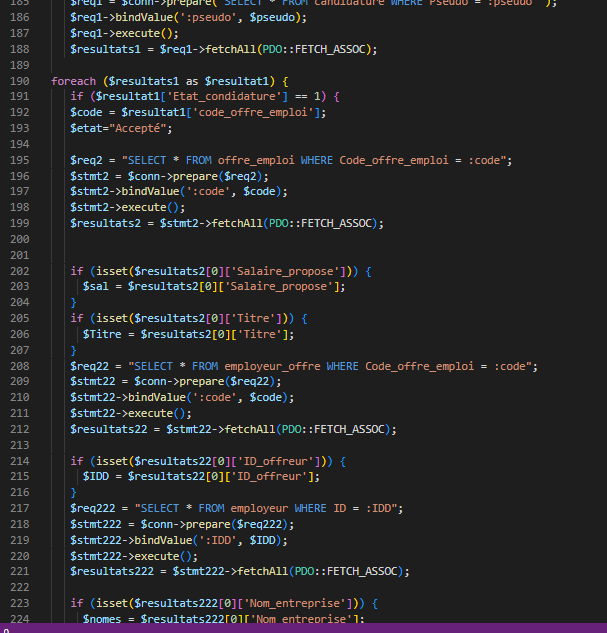 185 $req1 = $conn->prepare("SELECT * FROM candidature WHERE Pseudo = :pseudo");
186 $req1->bindValue(':pseudo', $pseudo);
187 $req1->execute();
188 $resultats1 = $req1->fetchAll(PDO::FETCH_ASSOC);
189
190 foreach ($resultats1 as $resultat1) {
191 if ($resultat1['Etat_condidature'] == 1) {
192 $code = $resultat1['code_offre_emploi'];
193 $etat="Accepté";
194
195 $req2 = "SELECT * FROM offre_emploi WHERE Code_offre_emploi = :code";
196 $stmt2 = $conn->prepare($req2);
197 $stmt2->bindValue(':code', $code);
198 $stmt2->execute();
199 $resultats2 = $stmt2->fetchAll(PDO::FETCH_ASSOC);
200
201
202 if (isset($resultats2[0]['Salaire_propose'])) {
203 $sal = $resultats2[0]['Salaire_propose'];
204 }
205 if (isset($resultats2[0]['Titre'])) {
206 $Titre = $resultats2[0]['Titre'];
207 }
208 $req22 = "SELECT * FROM employeur_offre WHERE Code_offre_emploi = :code";
209 $stmt22 = $conn->prepare($req22);
210 $stmt22->bindValue(':code', $code);
211 $stmt22->execute();
212 $resultats22 = $stmt22->fetchAll(PDO::FETCH_ASSOC);
213
214 if (isset($resultats22[0]['ID_offreur'])) {
215 $IDD = $resultats22[0]['ID_offreur'];
216 }
217 $req222 = "SELECT * FROM employeur WHERE ID = :IDD";
218 $stmt222 = $conn->prepare($req222);
219 $stmt222->bindValue(':IDD', $IDD);
220 $stmt222->execute();
221 $resultats222 = $stmt222->fetchAll(PDO::FETCH_ASSOC);
222
223 if (isset($resultats222[0]['Nom_entreprise'])) {
224 $nomes = $resultats222[0]['Nom_entreprise'];